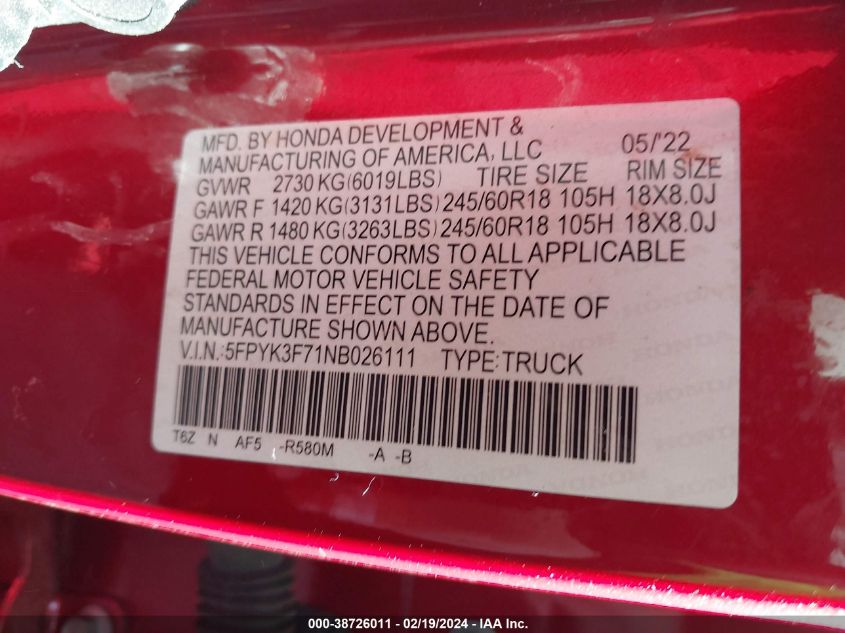 MFD. BY HONDA DEVELOPMENT &
MANUFACTURING OF AMERICA, LLC 05/'22
GVWR 2730 KG(6019LBS) TIRE SIZE RIM SIZE
GAWR F 1420 KG(3131LBS) 245/60R18 105H 18X8.0J
GAWR R 1480 KG(3263LBS) 245/60R18 105H 18X8.0J
THIS VEHICLE CONFORMS TO ALL APPLICABLE
FEDERAL MOTOR VEHICLE SAFETY
STANDARDS IN EFFECT ON THE DATE OF
MANUFACTURE SHOWN ABOVE.
V.I.N.: 5FPYK3F71NB026111 TYPE: TRUCK
T6Z N AF5 -R580M -A -B
000-38726011 - 02/19/2024 - IAA Inc.